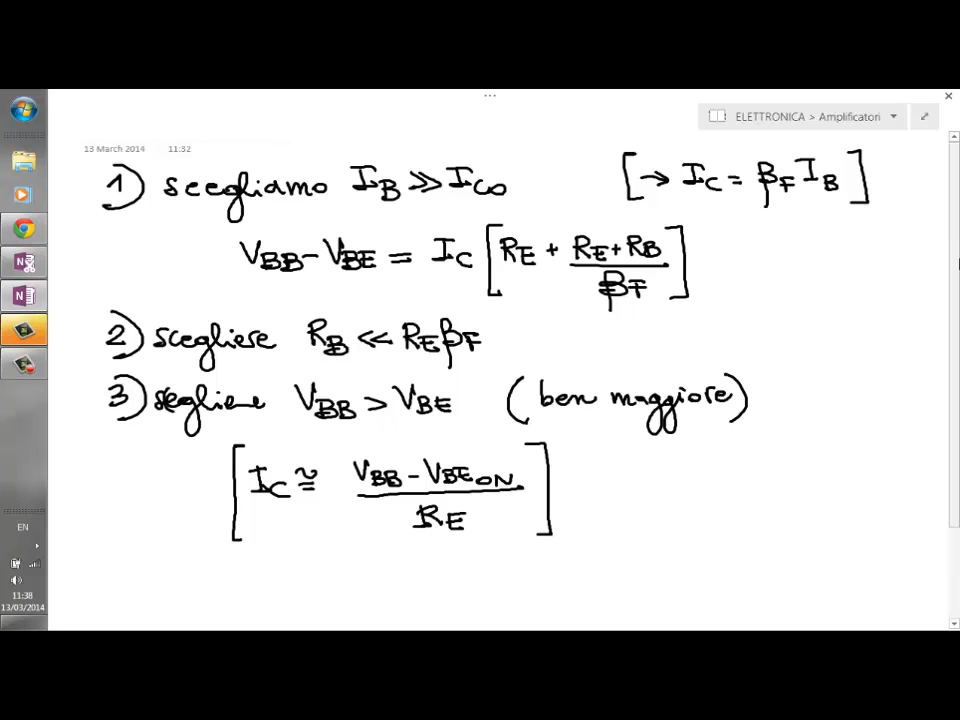 ELETTRONICA > Amplificatori
13 March 2014 11:32
1) scegliamo I_B >> I_CO [→ I_C = β_F I_B]
V_BB - V_BE = I_C [R_E + (R_E + R_B)/β_F]
2) scegliere R_B << R_E β_F
3) scegliere V_BB > V_BE (ben maggiore)
[I_C ≅ (V_BB - V_BE ON)/R_E]
EN
11:38
13/03/2014